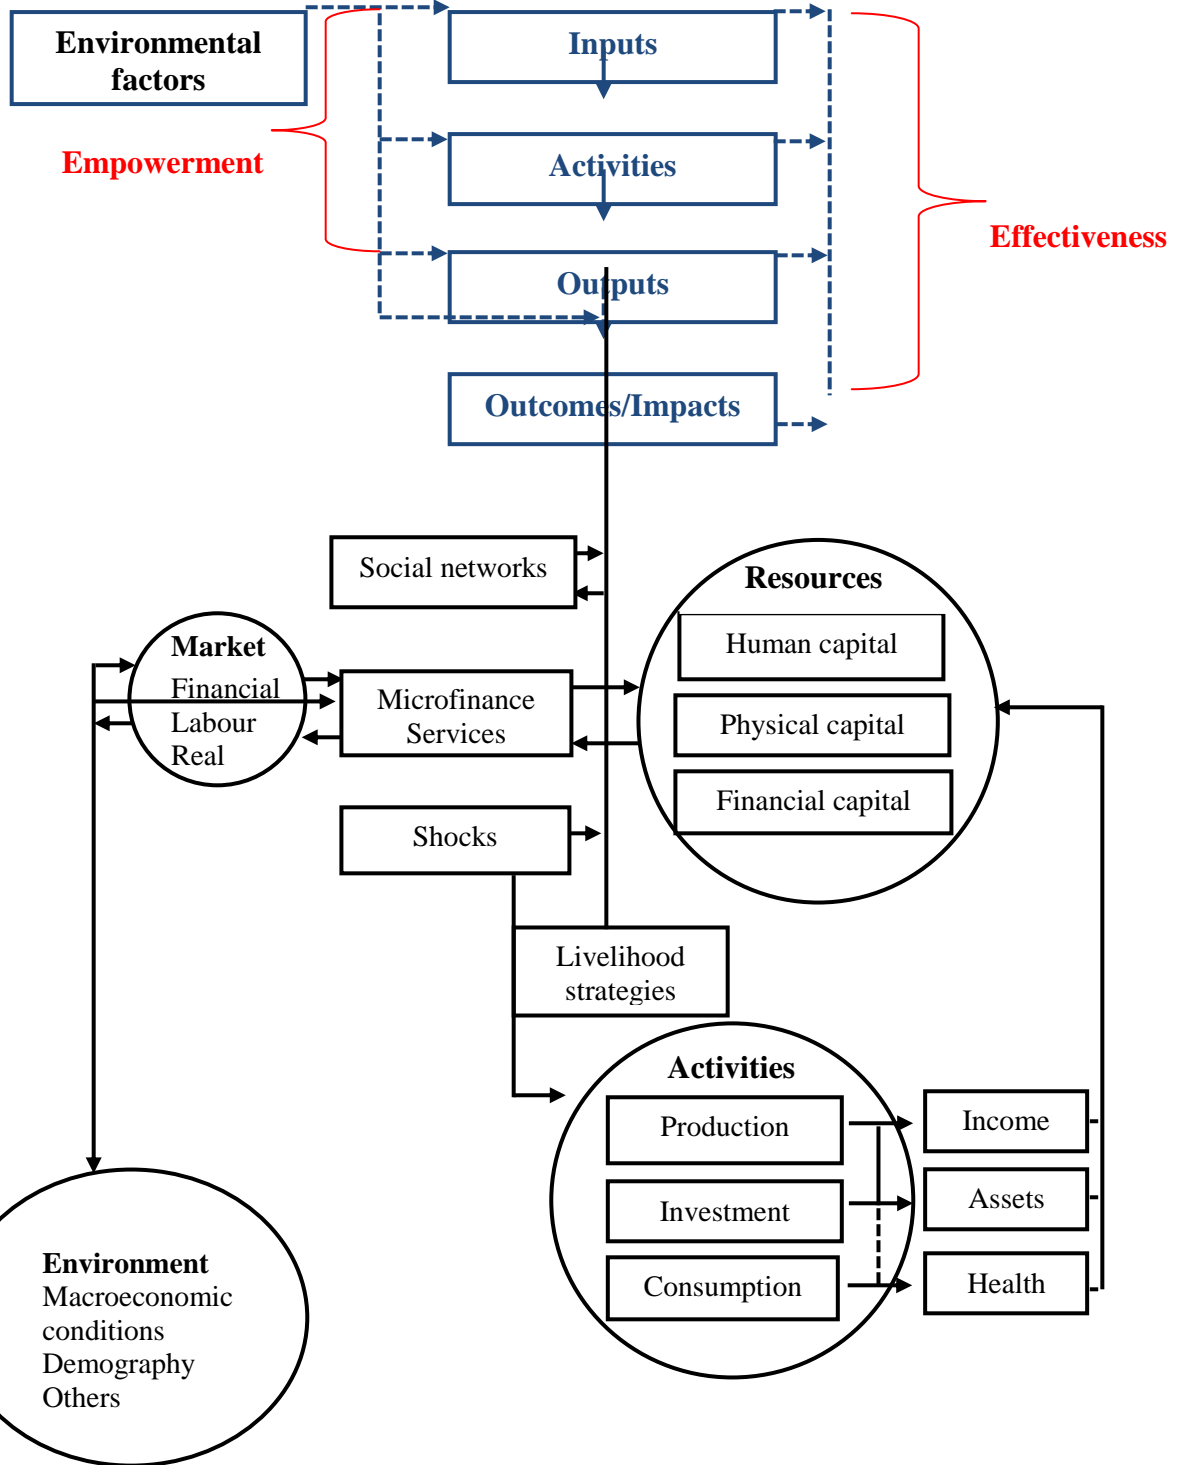 Environmental
factors
Inputs
Empowerment
Activities
Effectiveness
Outputs
Outcomes/Impacts
Social networks
Resources
Human capital
Physical capital
Financial capital
Market
Financial
Labour
Real
Microfinance
Services
Shocks
Livelihood
strategies
Activities
Production
Investment
Consumption
Income
Assets
Health
Environment
Macroeconomic
conditions
Demography
Others